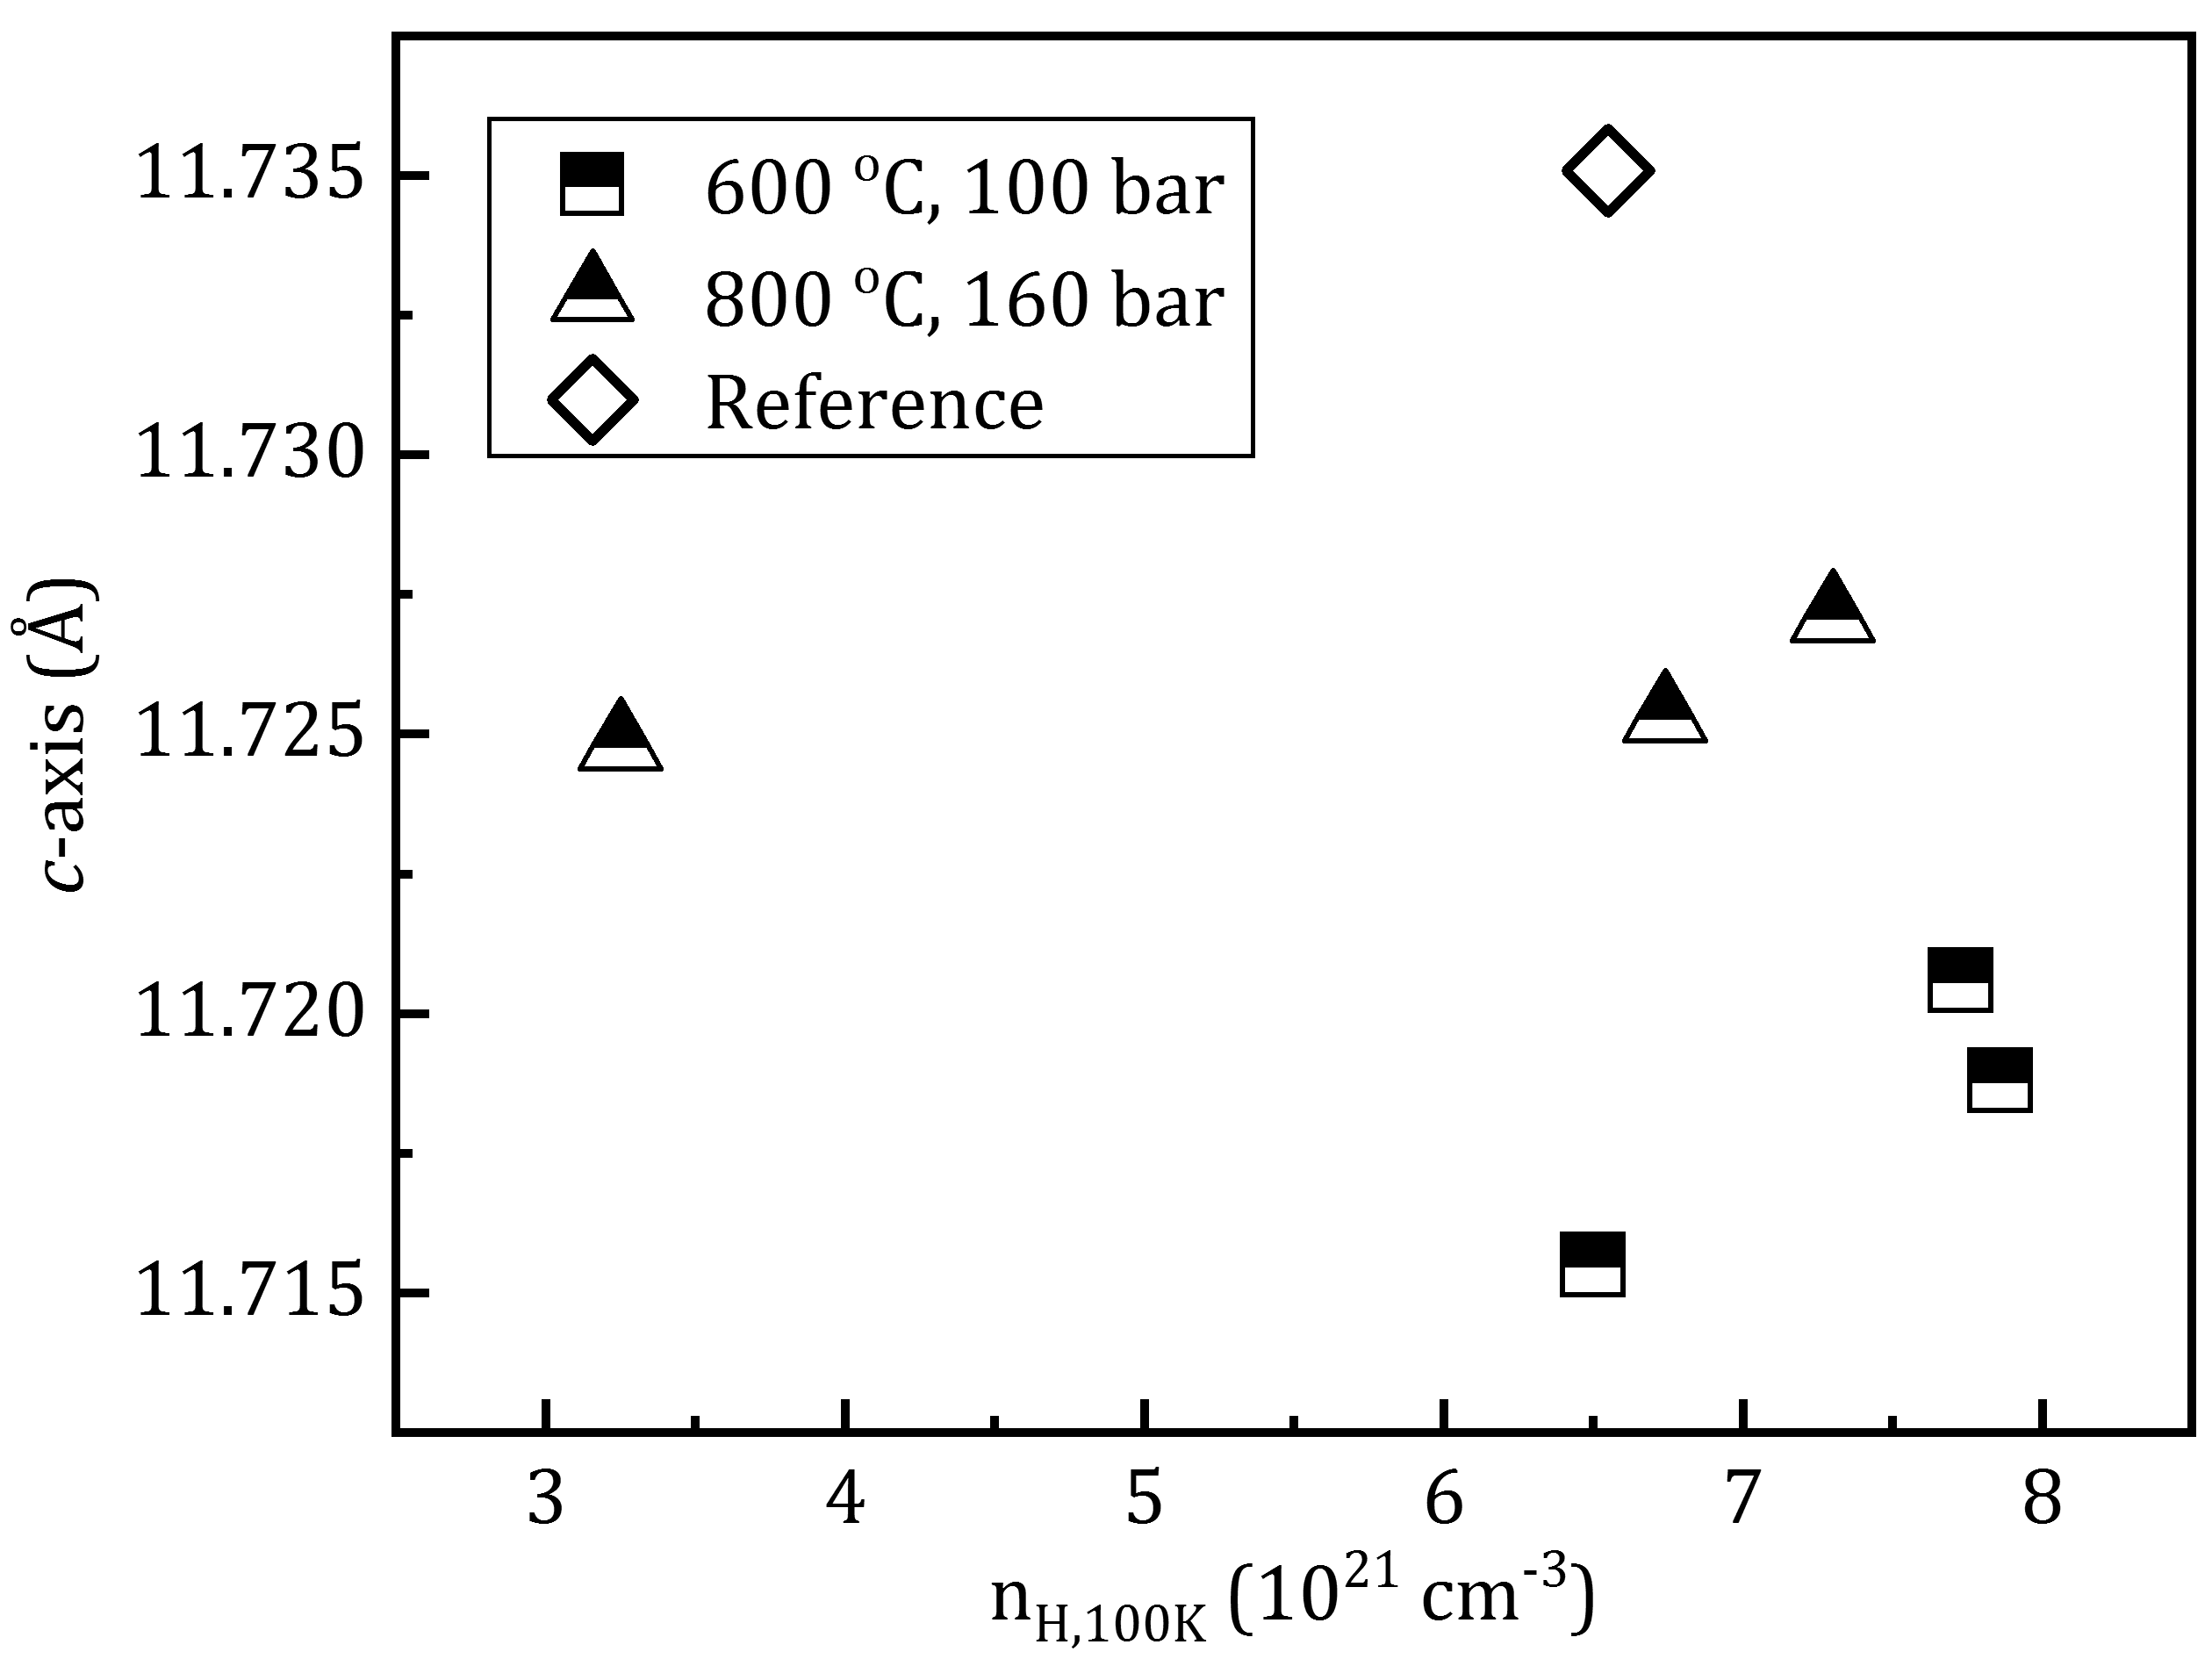 11.735
11.730
11.725
11.720
11.715
c-axis (Å)
600 °C, 100 bar
800 °C, 160 bar
Reference
3 4 5 6 7 8
n_H,100K (10^21 cm^-3)